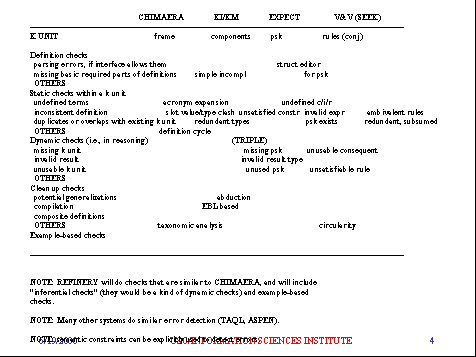 CHIMAERA KI/KM EXPECT V&V (SEEK)
K UNIT frame components psk rules (conj)
Definition checks
parsing errors, if interface allows them struct editor
missing basic required parts of definitions simple incompl for psk
OTHERS
Static checks within a k unit
undefined terms acronym expansion undefined c/i/r
inconsistent definition slot value/type clash unsatisfied constr invalid expr ambivalent rules
duplicates or overlaps with existing k unit redundant types psk exists redundant, subsumed
OTHERS definition cycle
Dynamic checks (i.e., in reasoning) (TRIPLE)
missing k unit missing psk unusable consequent
invalid result invalid result type
unusable k unit unused psk unsatisfiable rule
OTHERS
Clean up checks
potential generalizations abduction
compilation EBL based
composite definitions
OTHERS taxonomic analysis circularity
Example-based checks
NOTE: REFINERY will do checks that are similar to CHIMAERA, and will include
"inferential checks" (they would be a kind of dynamic checks) and example-based
checks.
NOTE: Many other systems do similar error detection (TAQL, ASPEN).
NOTE: semantic constraints can be explicitly
INFORMATION SCIENCES INSTITUTE
4